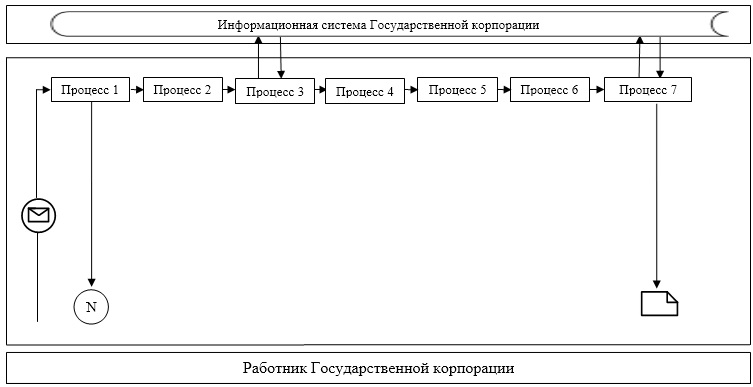 Информационная система Государственной корпорации
Процесс 1
Процесс 2
Процесс 3
Процесс 4
Процесс 5
Процесс 6
Процесс 7
N
Работник Государственной корпорации